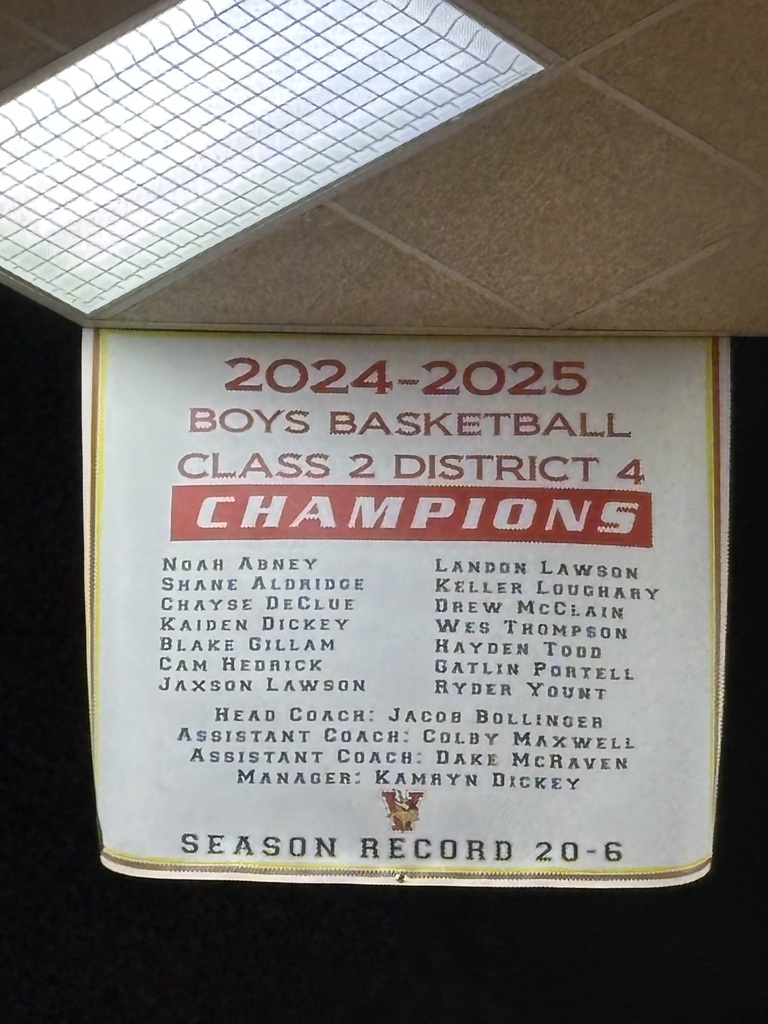 2024-2025
BOYS BASKETBALL
CLASS 2 DISTRICT 4
CHAMPIONS
NOAH ABNEY
SHANE ALDRIDGE
CHAYSE DECLUE
KAIDEN DICKEY
BLAKE GILLAM
CAM HEDRICK
JAXSON LAWSON
LANDON LAWSON
KELLER LOUGHARY
DREW MCCLAIN
WES THOMPSON
HAYDEN TODD
GATLIN PORTELL
RYDER YOUNT
HEAD COACH: JACOB BOLLINGER
ASSISTANT COACH: COLBY MAXWELL
ASSISTANT COACH: DAKE MCRAVEN
MANAGER: KAMRYN DICKEY
V
SEASON RECORD 20-6